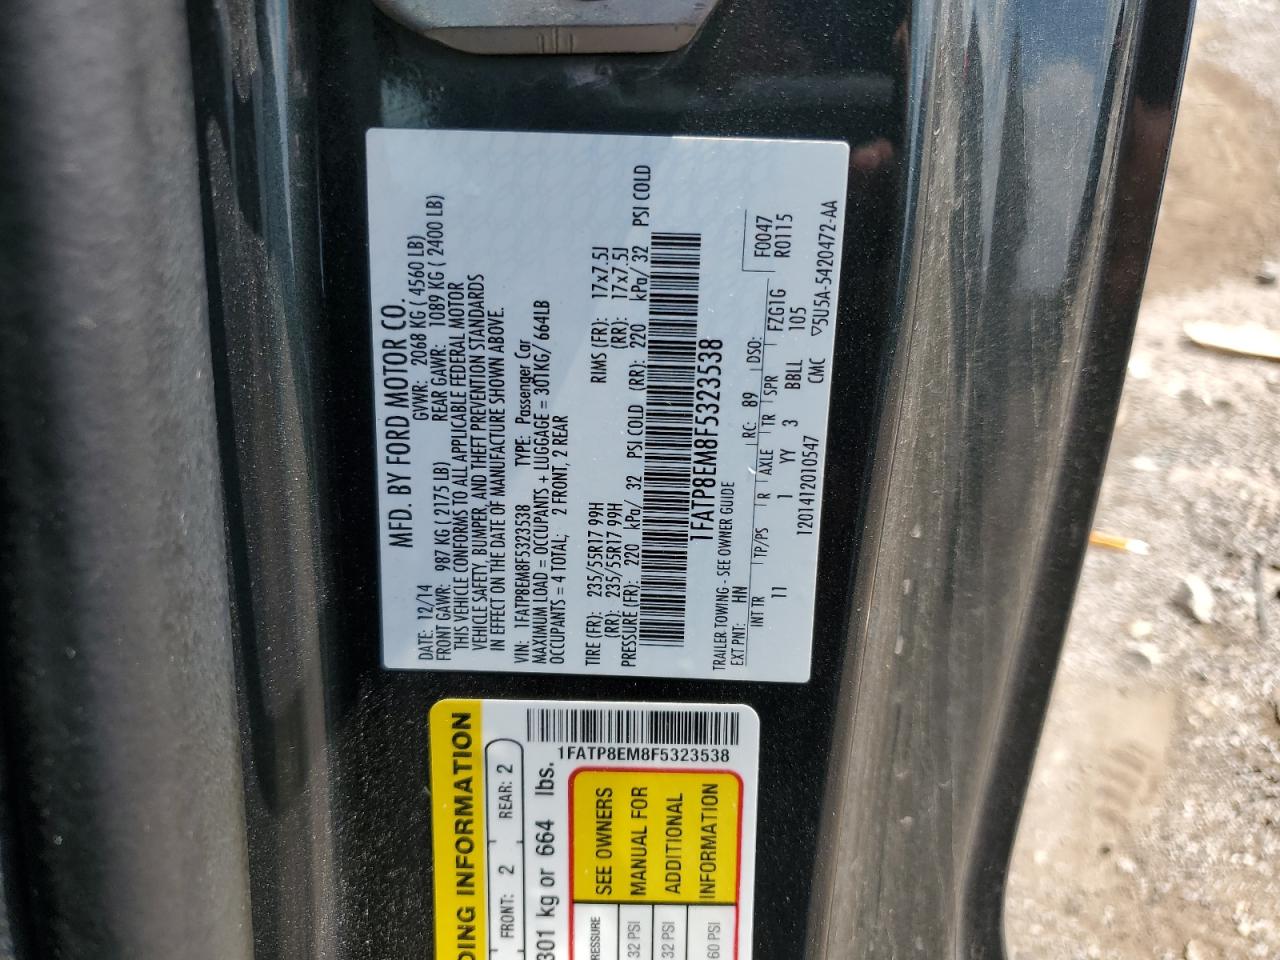 MFD. BY FORD MOTOR CO.
DATE: 12/14 GVWR: 2068 KG ( 4560 LB)
FRONT GAWR: 987 KG ( 2175 LB) REAR GAWR: 1089 KG ( 2400 LB)
THIS VEHICLE CONFORMS TO ALL APPLICABLE FEDERAL MOTOR
VEHICLE SAFETY, BUMPER, AND THEFT PREVENTION STANDARDS
IN EFFECT ON THE DATE OF MANUFACTURE SHOWN ABOVE.
VIN: 1FATP8EM8F5323538 TYPE: Passenger Car
MAXIMUM LOAD = OCCUPANTS + LUGGAGE = 301KG/ 664LB
OCCUPANTS = 4 TOTAL; 2 FRONT, 2 REAR
TIRE (FR): 235/55R17 99H RIMS (FR): 17x7.5J
(RR): 235/55R17 99H (RR): 17x7.5J
PRESSURE (FR): 220 kPa/ 32 PSI COLD (RR): 220 kPa/ 32 PSI COLD
1FATP8EM8F5323538
TRAILER TOWING - SEE OWNER GUIDE
EXT PNT: HN RC: 89 DSO: F0047
INT TR TP/PS R AXLE TR SPR FZG1G R0115
11 1 YY 3 BBLL 105
1201412010547 CMC ▽5U5A-5420472-AA
DING INFORMATION
FRONT: 2 REAR: 2
301 kg or 664 lbs.
1FATP8EM8F5323538
RESSURE
32 PSI
32 PSI
60 PSI
SEE OWNERS
MANUAL FOR
ADDITIONAL
INFORMATION